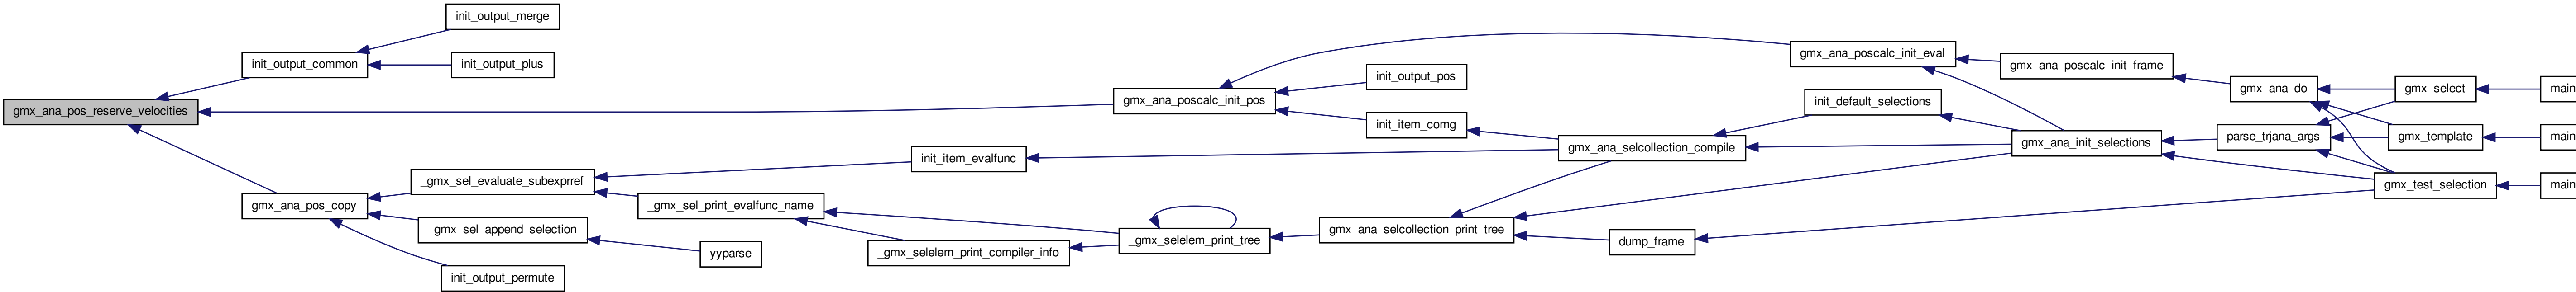 init_output_merge
init_output_common
init_output_plus
gmx_ana_pos_reserve_velocities
gmx_ana_poscalc_init_pos
init_output_pos
init_item_comg
gmx_ana_poscalc_init_eval
gmx_ana_poscalc_init_frame
gmx_ana_do
gmx_select
main
init_default_selections
parse_trjana_args
gmx_template
main
gmx_ana_init_selections
gmx_ana_selcollection_compile
init_item_evalfunc
_gmx_sel_evaluate_subexprref
gmx_test_selection
main
gmx_ana_pos_copy
_gmx_sel_print_evalfunc_name
_gmx_sel_append_selection
gmx_ana_selcollection_print_tree
_gmx_selelem_print_tree
dump_frame
_gmx_selelem_print_compiler_info
yyparse
init_output_permute